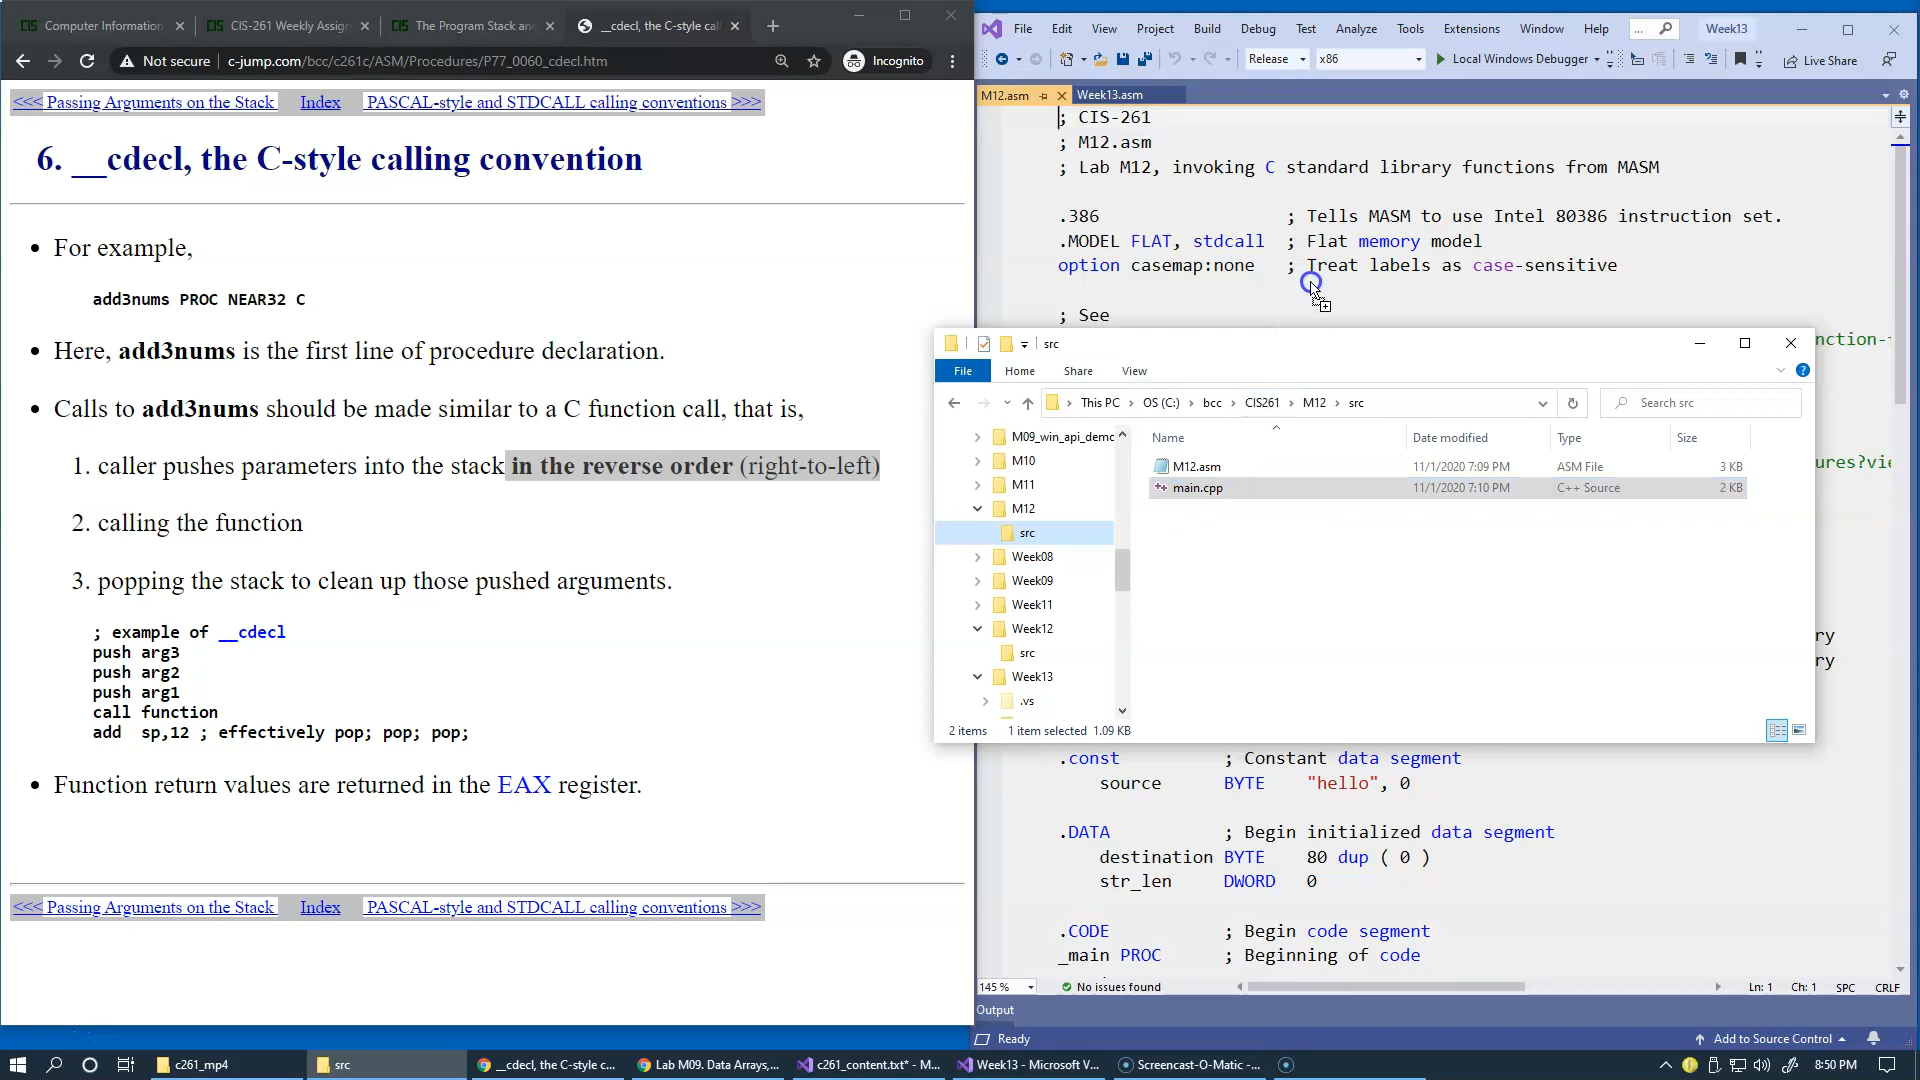 Computer Information
CIS-261 Weekly Assign
The Program Stack an
__cdecl, the C-style cal
Not secure
c-jump.com/bcc/c261c/ASM/Procedures/P77_0060_cdecl.htm
Incognito
<<< Passing Arguments on the Stack Index PASCAL-style and STDCALL calling conventions >>>
6. __cdecl, the C-style calling convention
For example,
add3nums PROC NEAR32 C
Here, add3nums is the first line of procedure declaration.
Calls to add3nums should be made similar to a C function call, that is,
1. caller pushes parameters into the stack in the reverse order (right-to-left)
2. calling the function
3. popping the stack to clean up those pushed arguments.
; example of __cdecl
push arg3
push arg2
push arg1
call function
add sp,12 ; effectively pop; pop; pop;
Function return values are returned in the EAX register.
<<< Passing Arguments on the Stack Index PASCAL-style and STDCALL calling conventions >>>
File Edit View Project Build Debug Test Analyze Tools Extensions Window Help ... Week13
Release x86 Local Windows Debugger Live Share
M12.asm Week13.asm
; CIS-261
; M12.asm
; Lab M12, invoking C standard library functions from MASM
.386 ; Tells MASM to use Intel 80386 instruction set.
.MODEL FLAT, stdcall ; Flat memory model
option casemap:none ; Treat labels as case-sensitive
; See
nction-
ures?vie
ry
ry
src
File Home Share View
This PC OS (C:) bcc CIS261 M12 src
Search src
Name Date modified Type Size
M12.asm 11/1/2020 7:09 PM ASM File 3 KB
main.cpp 11/1/2020 7:10 PM C++ Source 2 KB
M09_win_api_demo
M10
M11
M12
src
Week08
Week09
Week11
Week12
src
Week13
.vs
2 items 1 item selected 1.09 KB
.const ; Constant data segment
source BYTE "hello", 0
.DATA ; Begin initialized data segment
destination BYTE 80 dup ( 0 )
str_len DWORD 0
.CODE ; Begin code segment
_main PROC ; Beginning of code
145 % No issues found Ln: 1 Ch: 1 SPC CRLF
Output
Ready Add to Source Control
c261_mp4
src
__cdecl, the C-style c...
Lab M09. Data Arrays,...
c261_content.txt* - M...
Week13 - Microsoft V...
Screencast-O-Matic -...
8:50 PM